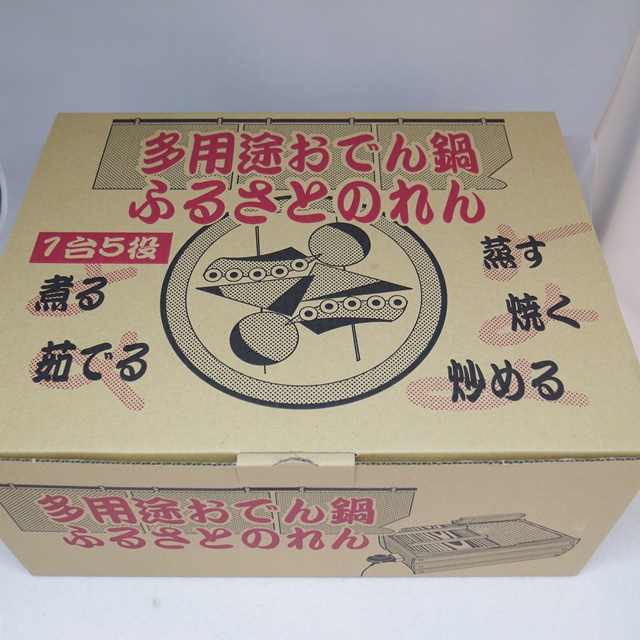 多用途おでん鍋
ふるさとのれん
1台5役
煮る
茹でる
蒸す
焼く
炒める
多用途おでん鍋
ふるさとのれん